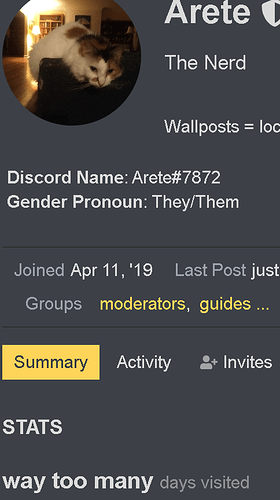 Arete
The Nerd
Wallposts = loc
Discord Name: Arete#7872
Gender Pronoun: They/Them
Joined Apr 11, '19 Last Post just
Groups moderators, guides ...
Summary Activity Invites
STATS
way too many days visited